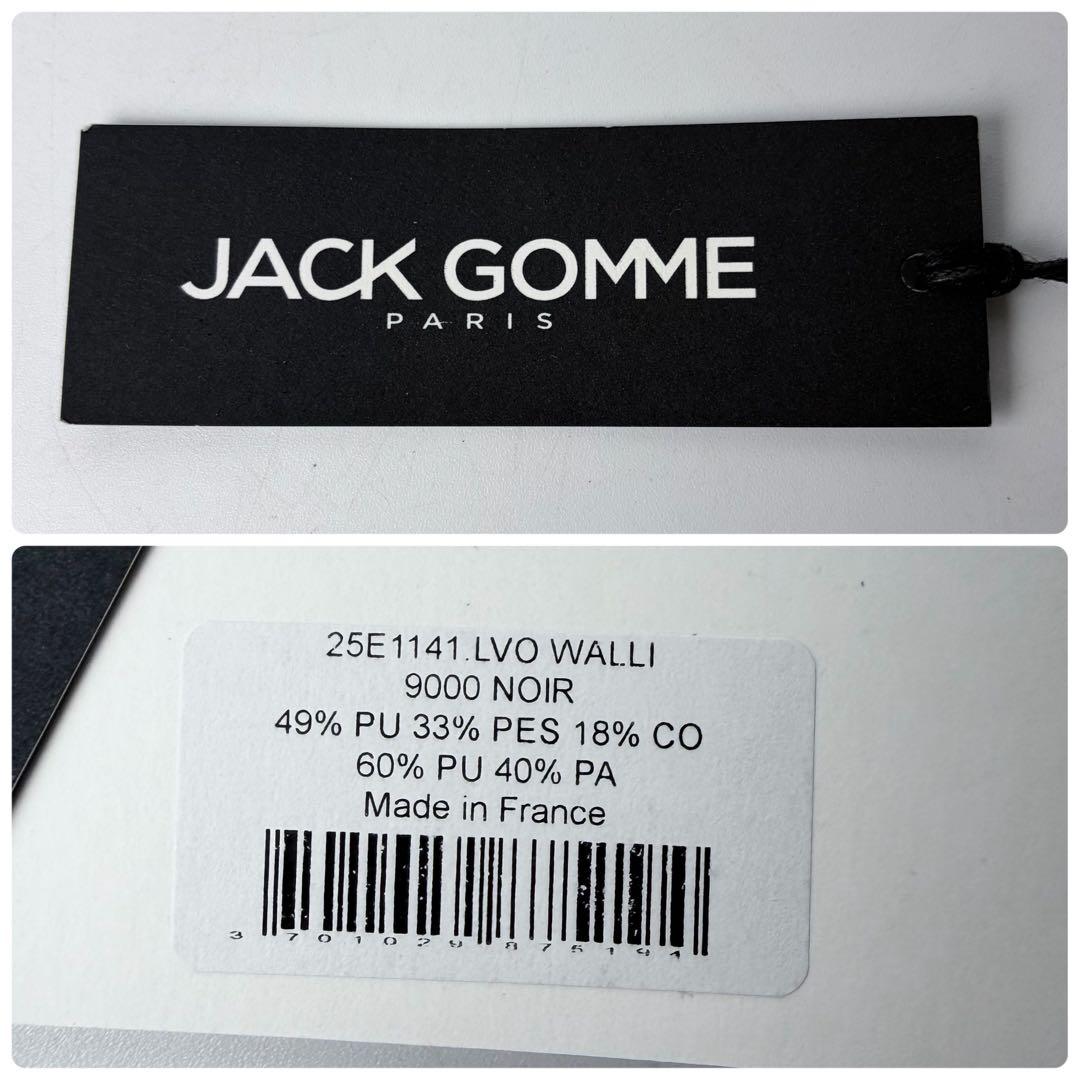 JACK GOMME
PARIS
25E1141.LVO WALLI
9000 NOIR
49% PU 33% PES 18% CO
60% PU 40% PA
Made in France
3 701029 875194